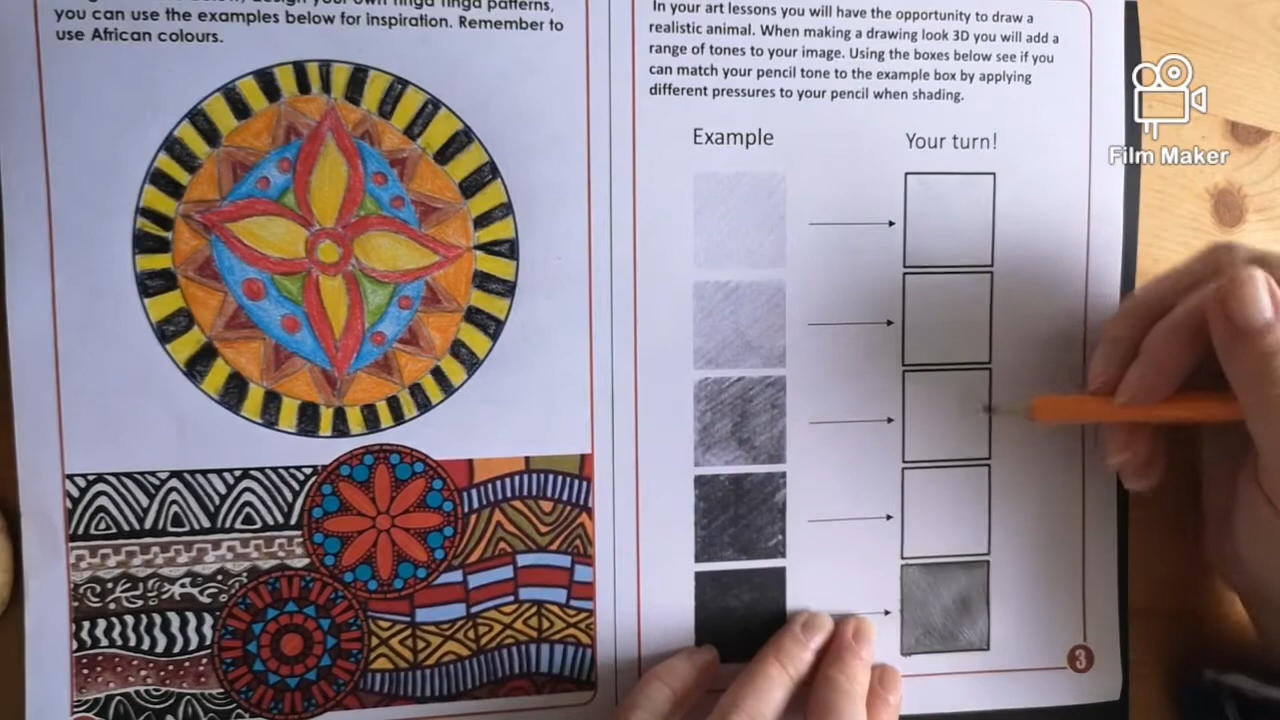 your own
patterns,
you can use the examples below for inspiration. Remember to
use African colours.
In your art lessons you will have the opportunity to draw a
realistic animal. When making a drawing look 3D you will add a
range of tones to your image. Using the boxes below see if you
can match your pencil tone to the example box by applying
different pressures to your pencil when shading.
Example
Your turn!
Film Maker
3